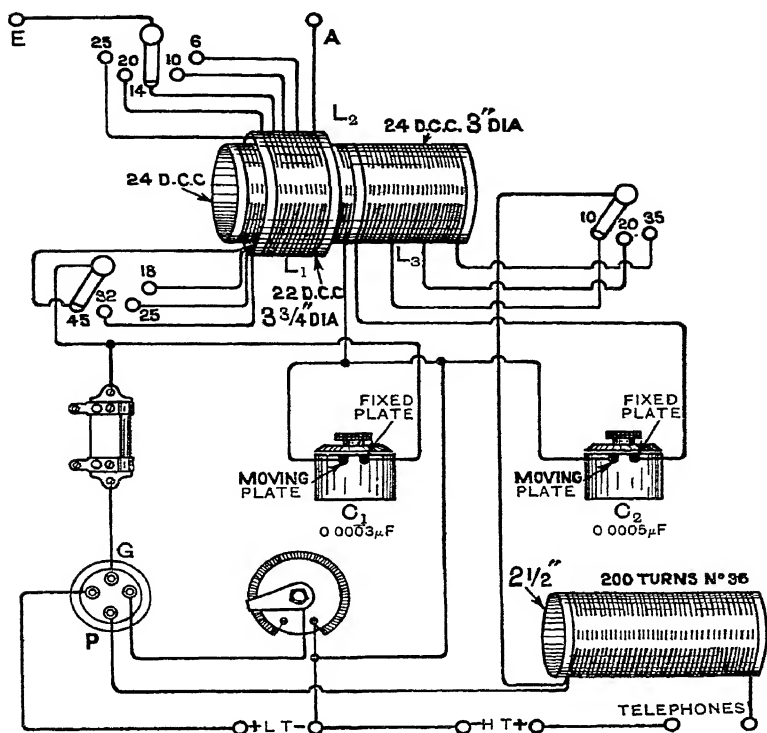 E
25
20
14
10
6
A
L2
24 D.C.C. 3" DIA
24 D.C.C
10
20
35
L1
L3
18
22 D.C.C
3 3/4" DIA
45
32
25
FIXED
PLATE
MOVING
PLATE
C1
0 0003μF
FIXED
PLATE
MOVING
PLATE
C2
0 0005μF
G
P
2 1/2"
200 TURNS Nº 36
TELEPHONES
+ L T -
- H T +